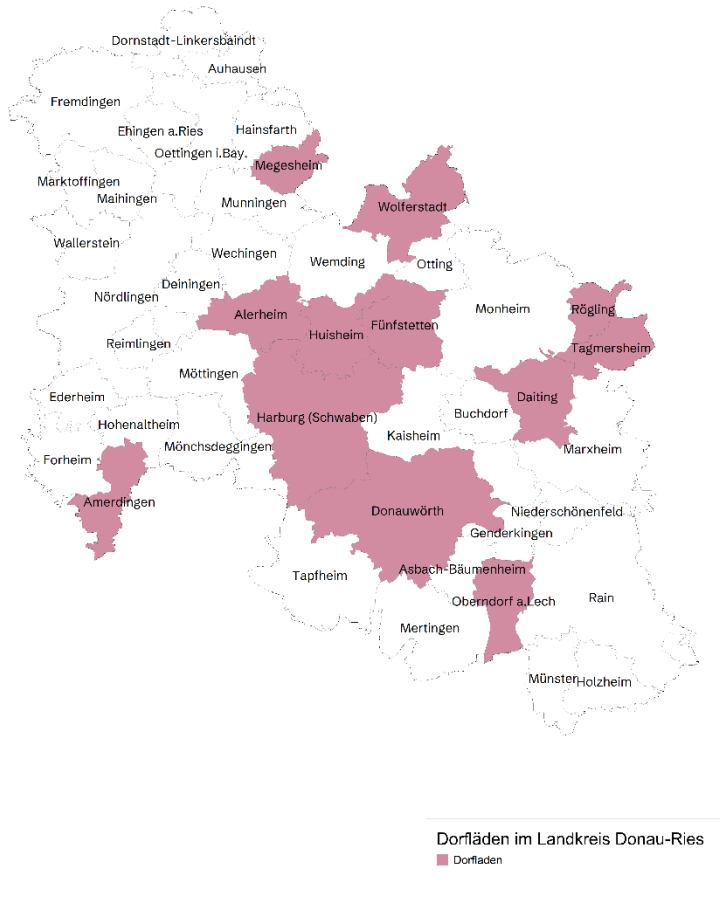 Dornstadt-Linkersbaindt
Auhausen
Fremdingen
Ehingen a.Ries
Hainsfarth
Oettingen i.Bay.
Megesheim
Marktoffingen
Maihingen
Munningen
Wolferstadt
Wallerstein
Wechingen
Wemding
Otting
Deiningen
Nördlingen
Alerheim
Huisheim
Fünfstetten
Monheim
Rögling
Reimlingen
Tagmersheim
Möttingen
Ederheim
Daiting
Hohenaltheim
Harburg (Schwaben)
Buchdorf
Kaisheim
Mönchsdeggingen
Marxheim
Forheim
Amerdingen
Donauwörth
Niederschönenfeld
Genderkingen
Asbach-Bäumenheim
Tapfheim
Oberndorf a.Lech
Rain
Mertingen
Münster
Holzheim
Dorfläden im Landkreis Donau-Ries
Dorfladen